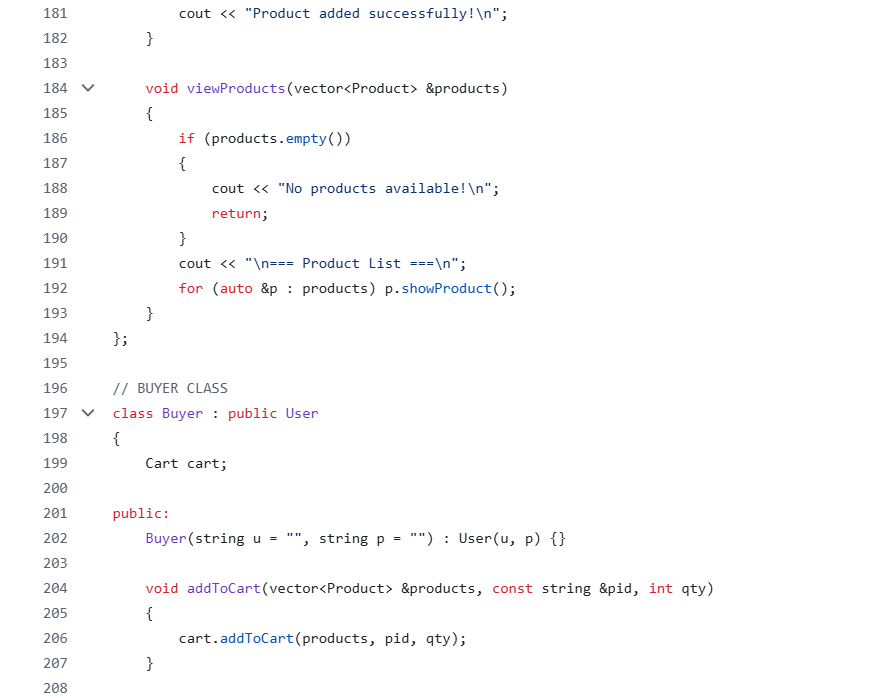 181             cout << "Product added successfully!\n";
182         }
183
184         void viewProducts(vector<Product> &products)
185         {
186             if (products.empty())
187             {
188                 cout << "No products available!\n";
189                 return;
190             }
191             cout << "\n=== Product List ===\n";
192             for (auto &p : products) p.showProduct();
193         }
194     };
195
196     // BUYER CLASS
197     class Buyer : public User
198     {
199         Cart cart;
200
201     public:
202         Buyer(string u = "", string p = "") : User(u, p) {}
203
204         void addToCart(vector<Product> &products, const string &pid, int qty)
205         {
206             cart.addToCart(products, pid, qty);
207         }
208